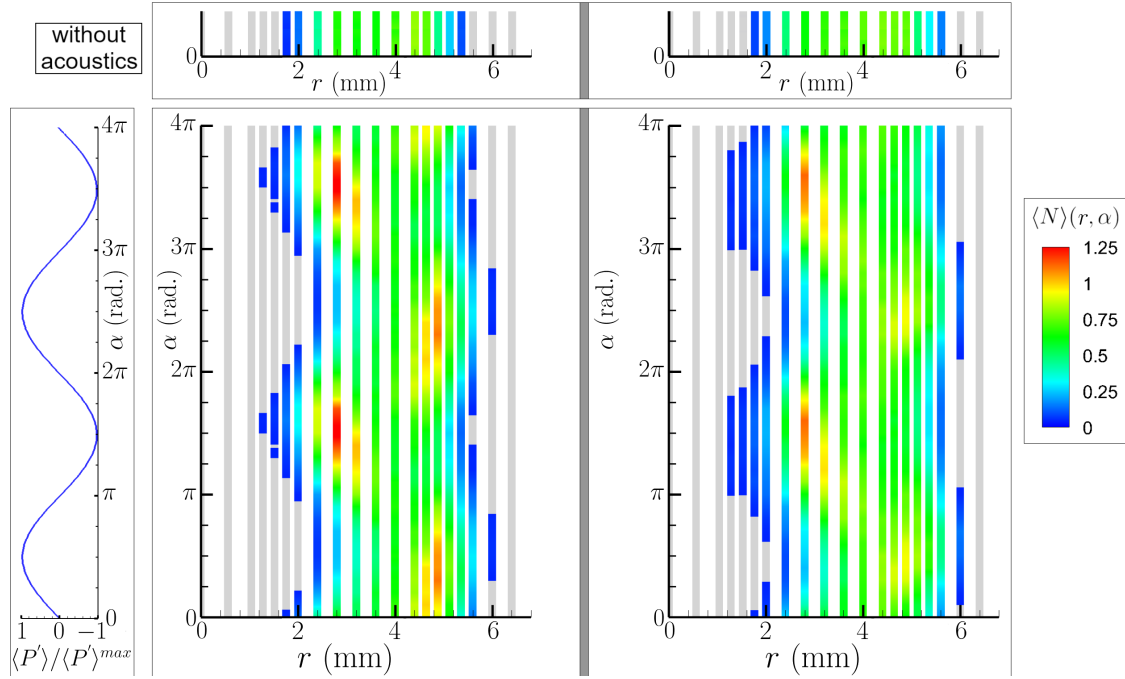 without
acoustics
0
0 2 4 6
r (mm)
0
0 2 4 6
r (mm)
4π
3π
2π
π
0
α (rad.)
1 0 −1
⟨P′⟩/⟨P′⟩max
4π
3π
2π
π
0
α (rad.)
0 2 4 6
r (mm)
4π
3π
2π
π
0
α (rad.)
0 2 4 6
r (mm)
⟨N⟩(r, α)
1.25
1
0.75
0.5
0.25
0